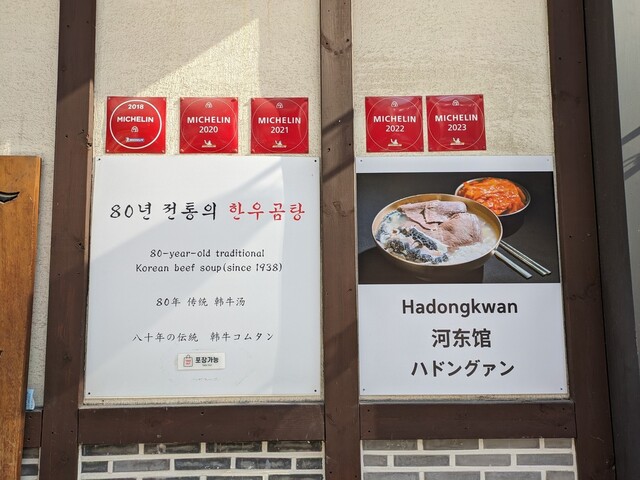 2018
MICHELIN
MICHELIN
2020
MICHELIN
2021
MICHELIN
2022
MICHELIN
2023
80년 전통의 한우곰탕
80-year-old traditional
Korean beef soup(since 1938)
80年 传统 韩牛汤
八十年の伝統 韓牛コムタン
포장가능
Hadongkwan
河东馆
ハドングァン